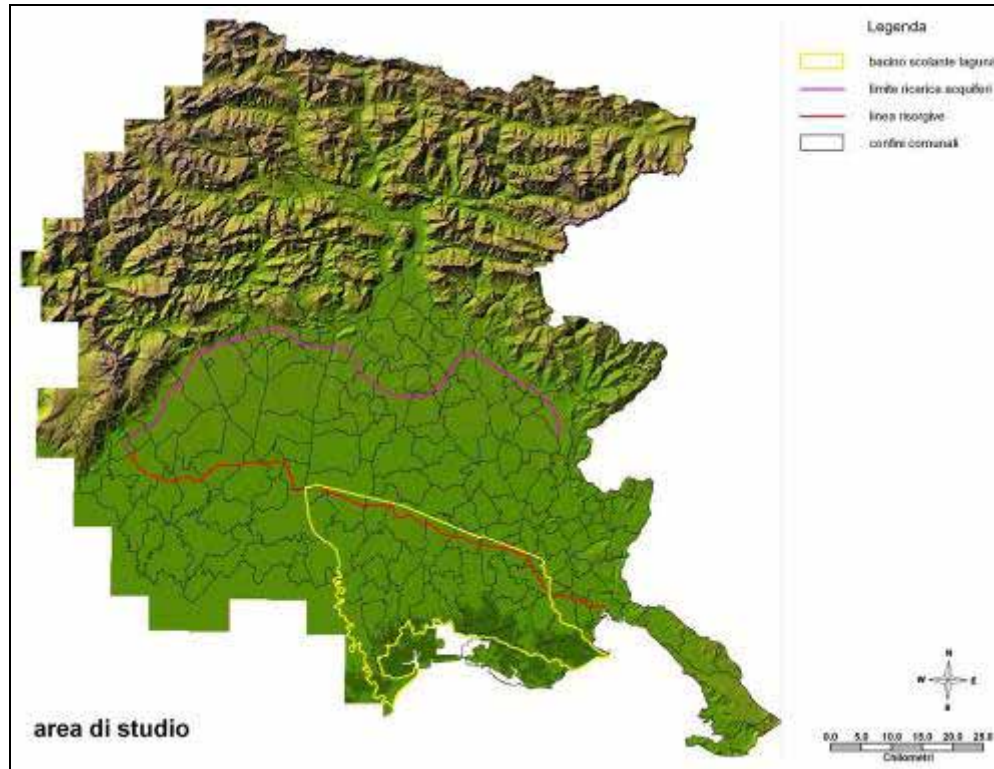 Legenda
bacino scolante laguna
limite ricarica acquiferi
linea risorgive
confini comunali
N
W E
S
area di studio
0.0 5.0 10.0 15.0 20.0 25.0
Chilometri